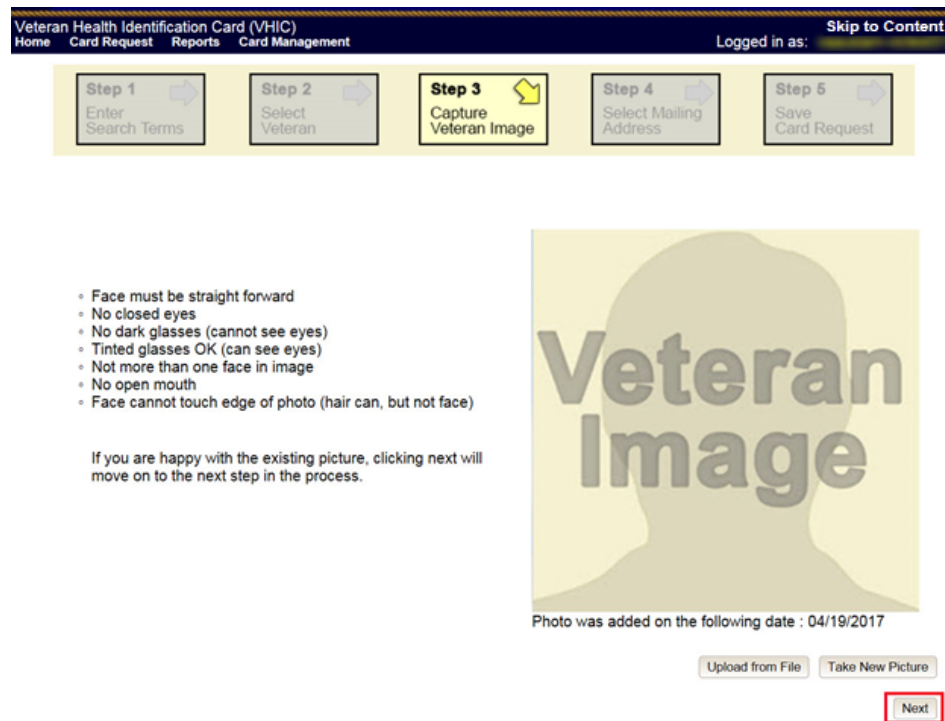 Veteran Health Identification Card (VHIC)
Skip to Content
Home Card Request Reports Card Management
Logged in as:
Step 1
Enter
Search Terms
Step 2
Select
Veteran
Step 3
Capture
Veteran Image
Step 4
Select Mailing
Address
Step 5
Save
Card Request
Face must be straight forward
No closed eyes
No dark glasses (cannot see eyes)
Tinted glasses OK (can see eyes)
Not more than one face in image
No open mouth
Face cannot touch edge of photo (hair can, but not face)
If you are happy with the existing picture, clicking next will
move on to the next step in the process.
Veteran
Image
Photo was added on the following date : 04/19/2017
Upload from File
Take New Picture
Next